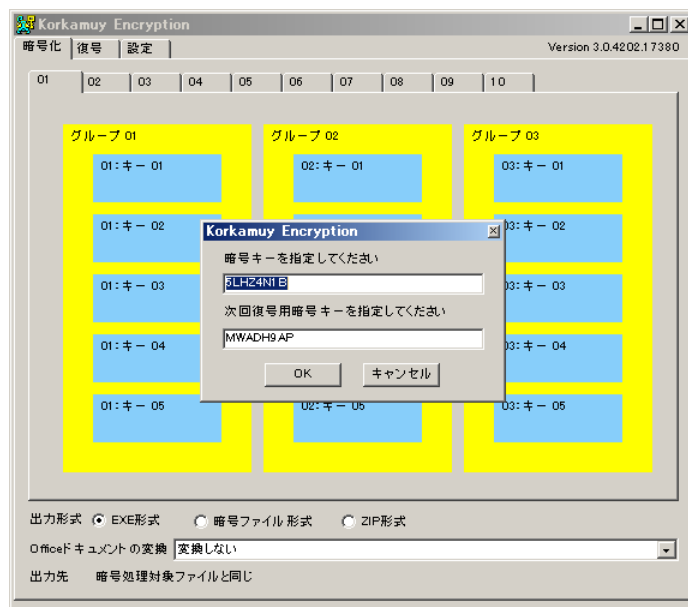 Korkamuy Encryption
暗号化 復号 設定 Version 3.0.4202.17380
01 02 03 04 05 06 07 08 09 10
グループ 01 グループ 02 グループ 03
01:キー 01 02:キー 01 03:キー 01
01:キー 02 03:キー 02
Korkamuy Encryption
暗号キーを指定してください
5LHZ4N1B
次回復号用暗号キーを指定してください
MWADH9AP
OK キャンセル
01:キー 03 03:キー 03
01:キー 04 03:キー 04
01:キー 05 02:キー 05 03:キー 05
出力形式 EXE形式 暗号ファイル形式 ZIP形式
Officeドキュメントの変換 変換しない
出力先 暗号処理対象ファイルと同じ